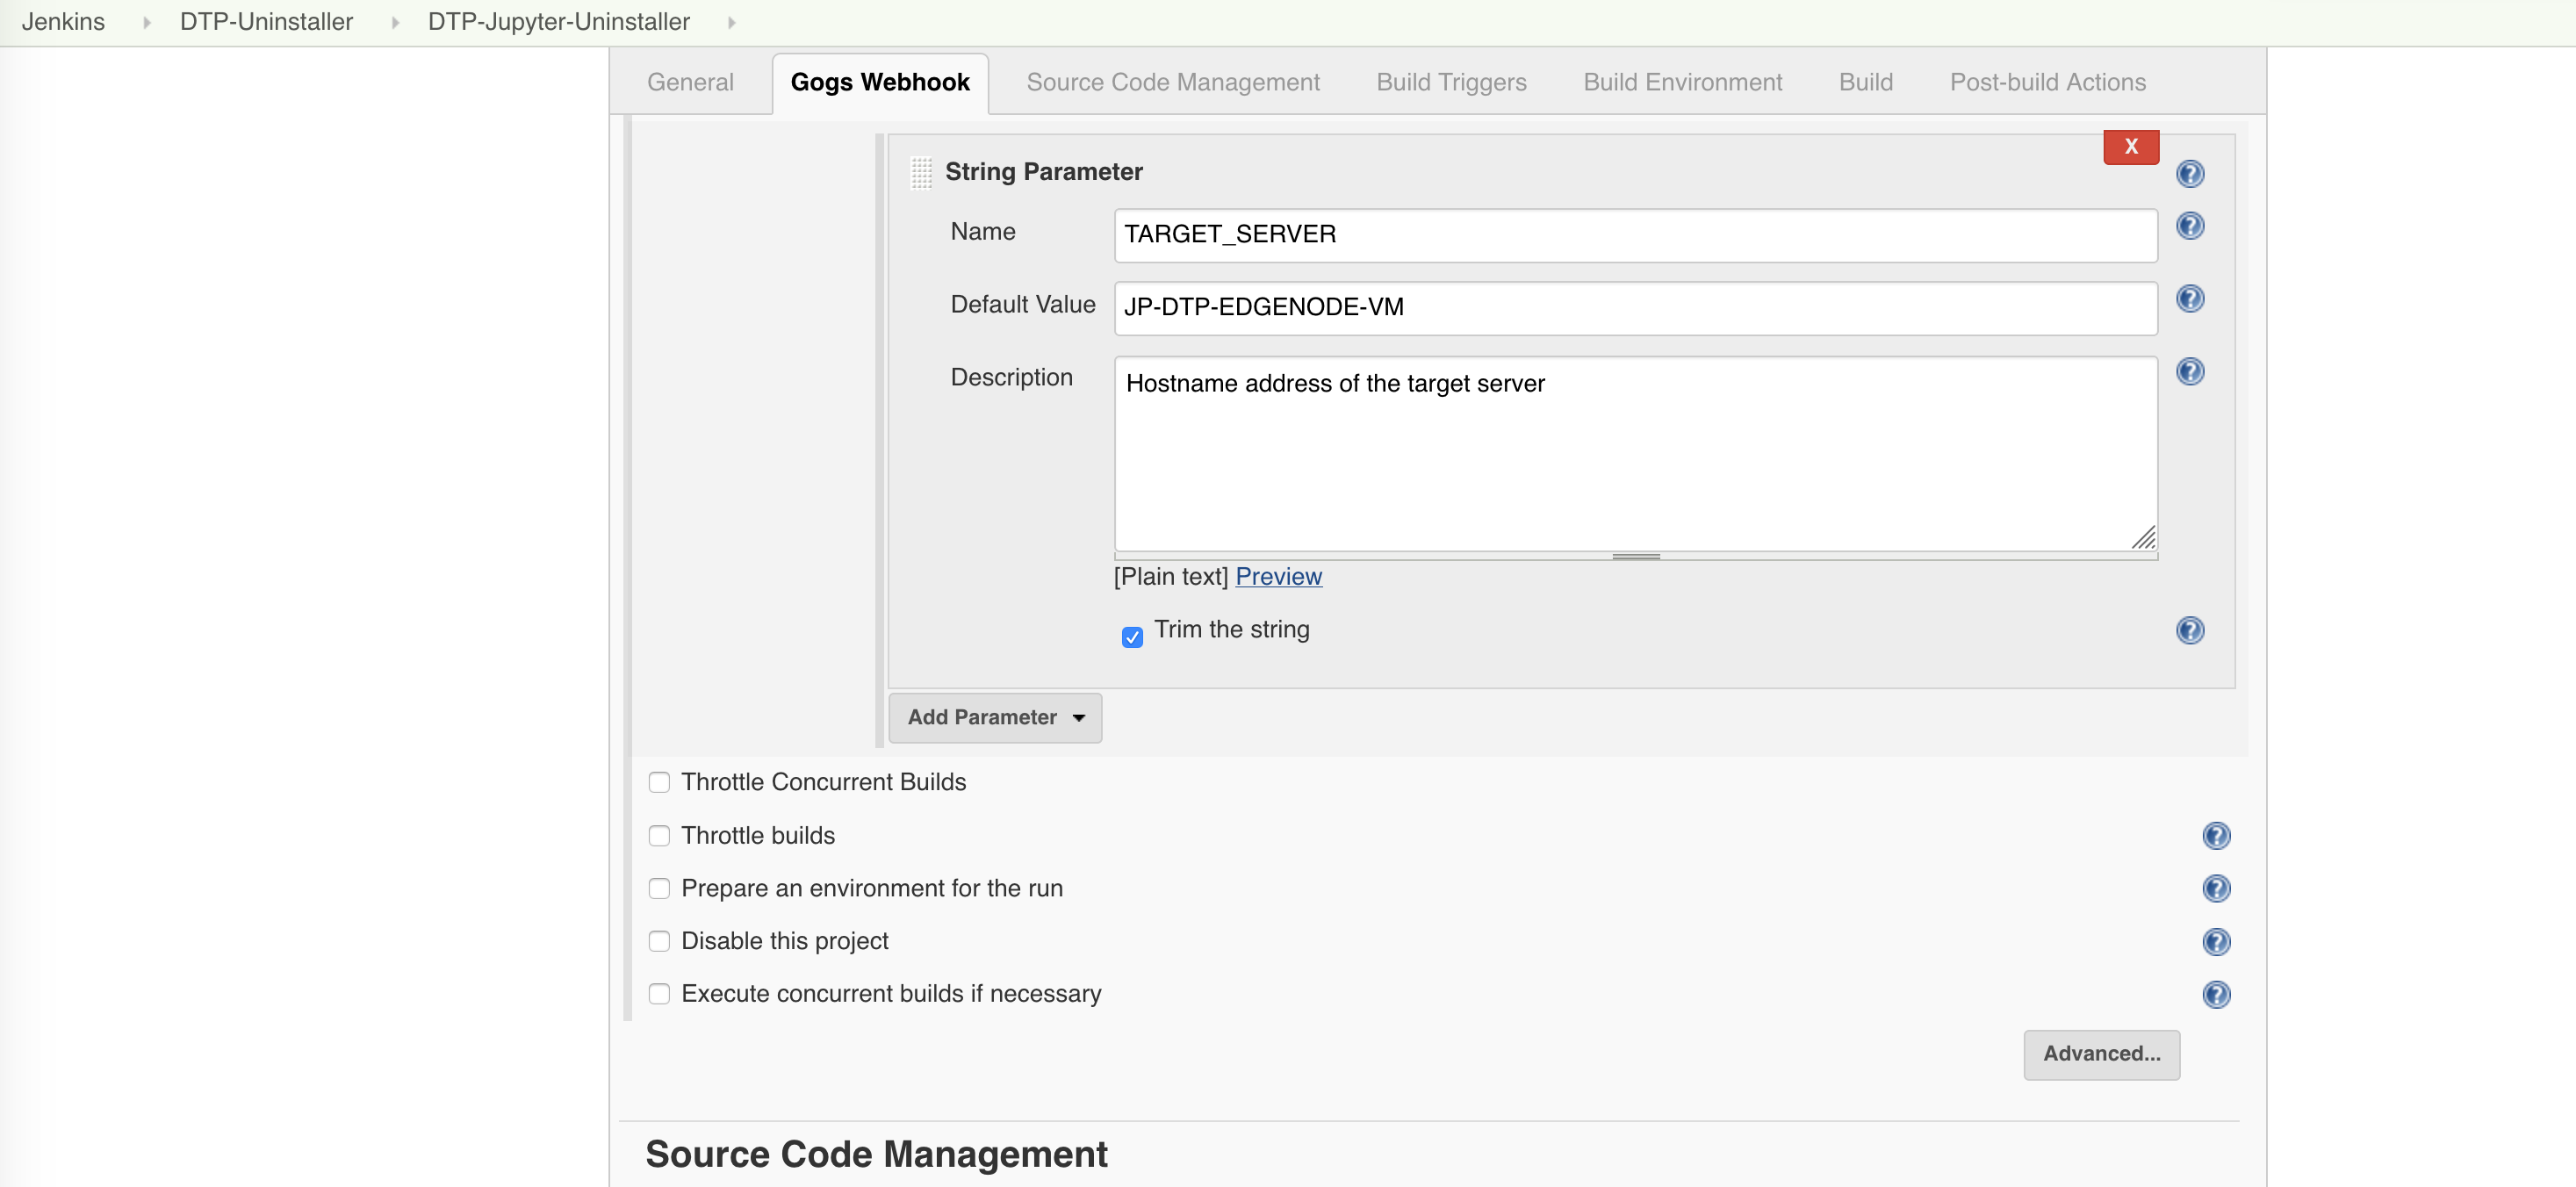 Jenkins DTP-Uninstaller DTP-Jupyter-Uninstaller
General Gogs Webhook Source Code Management Build Triggers Build Environment Build Post-build Actions
X
String Parameter
Name TARGET_SERVER
Default Value JP-DTP-EDGENODE-VM
Description Hostname address of the target server
[Plain text] Preview
Trim the string
Add Parameter
Throttle Concurrent Builds
Throttle builds
Prepare an environment for the run
Disable this project
Execute concurrent builds if necessary
Advanced...
Source Code Management